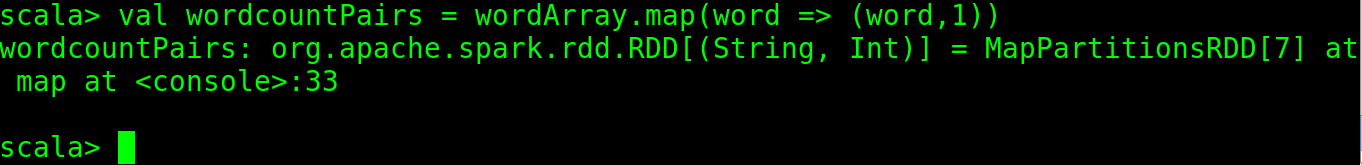 scala> val wordcountPairs = wordArray.map(word => (word,1))
wordcountPairs: org.apache.spark.rdd.RDD[(String, Int)] = MapPartitionsRDD[7] at
 map at <console>:33
scala>